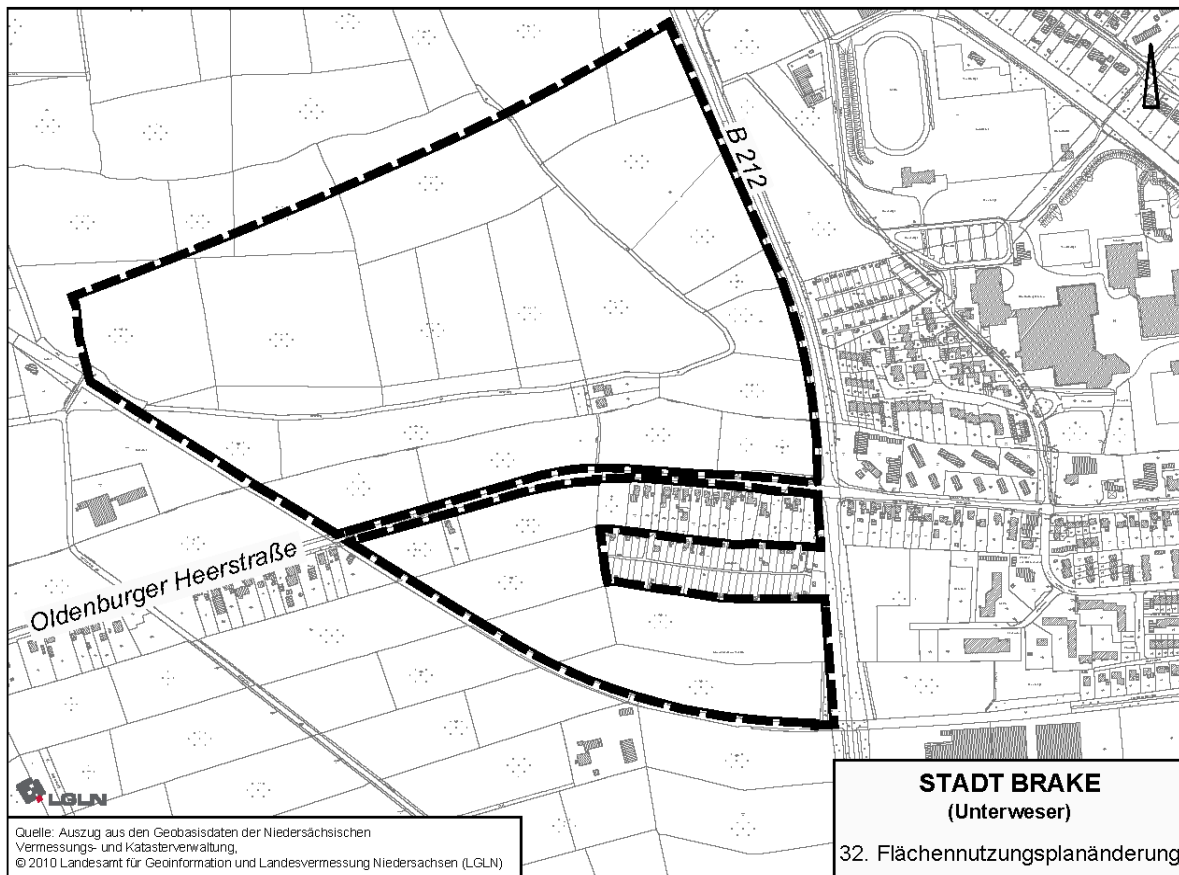 B 212
Oldenburger Heerstraße
LGLN
Quelle: Auszug aus den Geobasisdaten der Niedersächsischen
Vermessungs- und Katasterverwaltung,
© 2010 Landesamt für Geoinformation und Landesvermessung Niedersachsen (LGLN)
STADT BRAKE
(Unterweser)
32. Flächennutzungsplanänderung